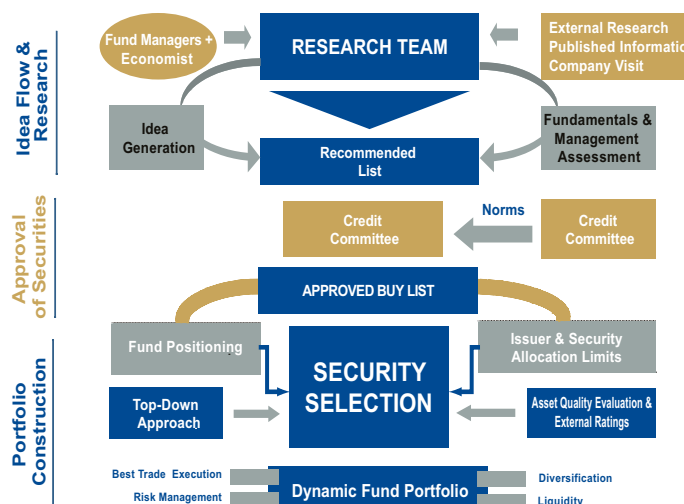 Idea Flow &
Research
Fund Managers +
Economist
RESEARCH TEAM
External Research
Published Informatio
Company Visit
Idea
Generation
Recommended
List
Fundamentals &
Management
Assessment
Approval
of Securities
Credit
Committee
Norms
Credit
Committee
APPROVED BUY LIST
Portfolio
Construction
Fund Positioning
SECURITY
SELECTION
Issuer & Security
Allocation Limits
Top-Down
Approach
Asset Quality Evaluation &
External Ratings
Best Trade Execution
Risk Management
Dynamic Fund Portfolio
Diversification
Liquidity